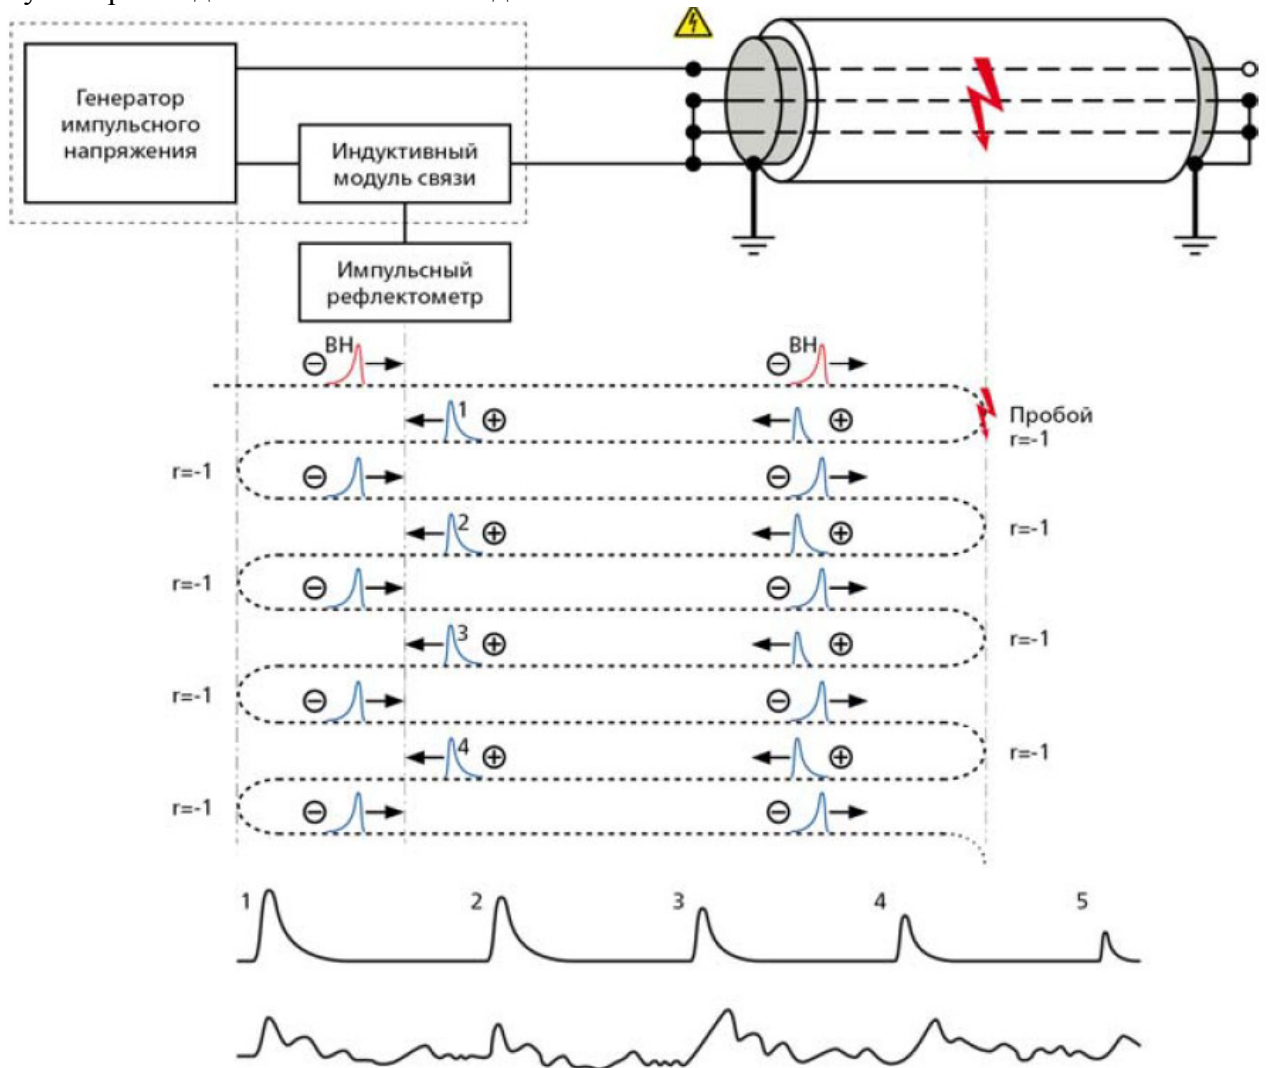 Генератор
импульсного
напряжения
Индуктивный
модуль связи
Импульсный
рефлектометр
ВН
ВН
1
Пробой
r=-1
r=-1
2
r=-1
r=-1
3
r=-1
r=-1
4
r=-1
r=-1
1 2 3 4 5